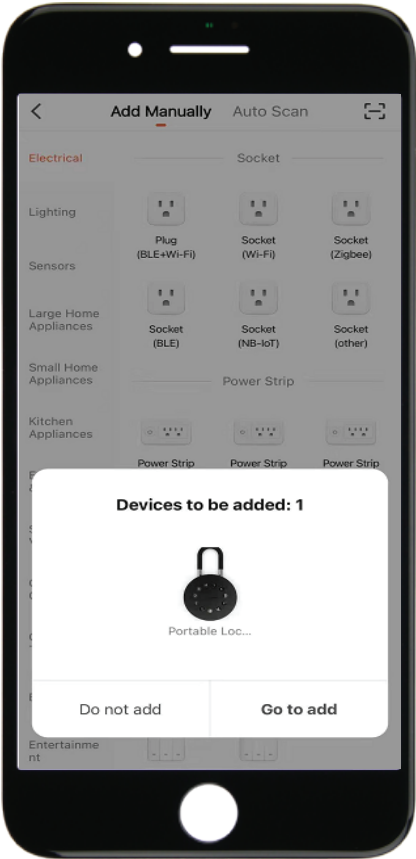 Add Manually
Auto Scan
Electrical
Socket
Lighting
Plug
(BLE+Wi-Fi)
Socket
(Wi-Fi)
Socket
(Zigbee)
Sensors
Large Home
Appliances
Socket
(BLE)
Socket
(NB-IoT)
Socket
(other)
Small Home
Appliances
Power Strip
Kitchen
Appliances
Power Strip
Power Strip
Power Strip
Devices to be added: 1
Portable Loc...
Do not add
Go to add
Entertainme
nt